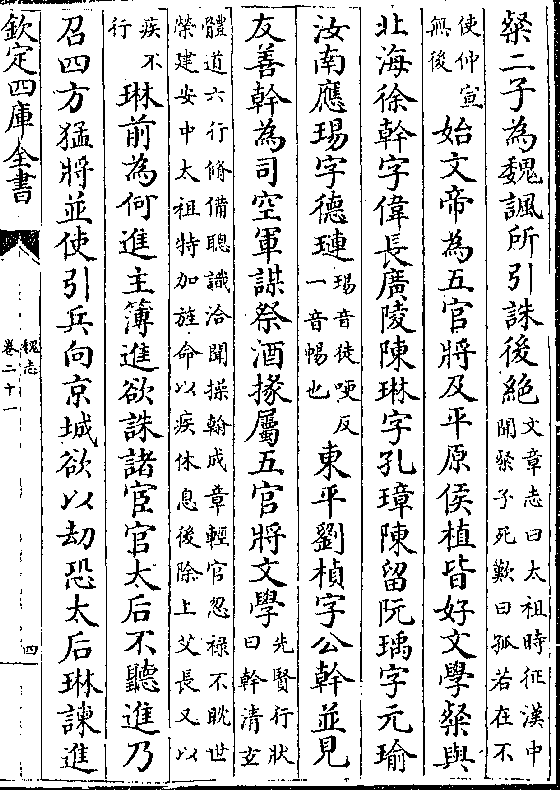 粲二子為魏諷所引誅後絶文章志曰太祖時征漢中聞粲子死歎曰孤若在不
使仲宣無後始文帝為五官將及平原侯植皆好文學粲與
北海徐幹字偉長廣陵陳琳字孔璋陳留阮瑀字元瑜
汝南應瑒字德璉瑒音徒哽反一音暢也東平劉楨字公幹並見
友善幹為司空軍謀祭酒掾屬五官將文學先賢行狀曰幹清玄
體道六行脩備聰識洽聞操翰成章輕官忽禄不耽世榮建安中太祖特加旌命以疾休息後除上艾長又以
疾不行琳前為何進主簿進欲誅諸宦官太后不聽進乃
召四方猛將並使引兵向京城欲以劫恐太后琳諫進
欽定四庫全書
魏志
卷二十一
四